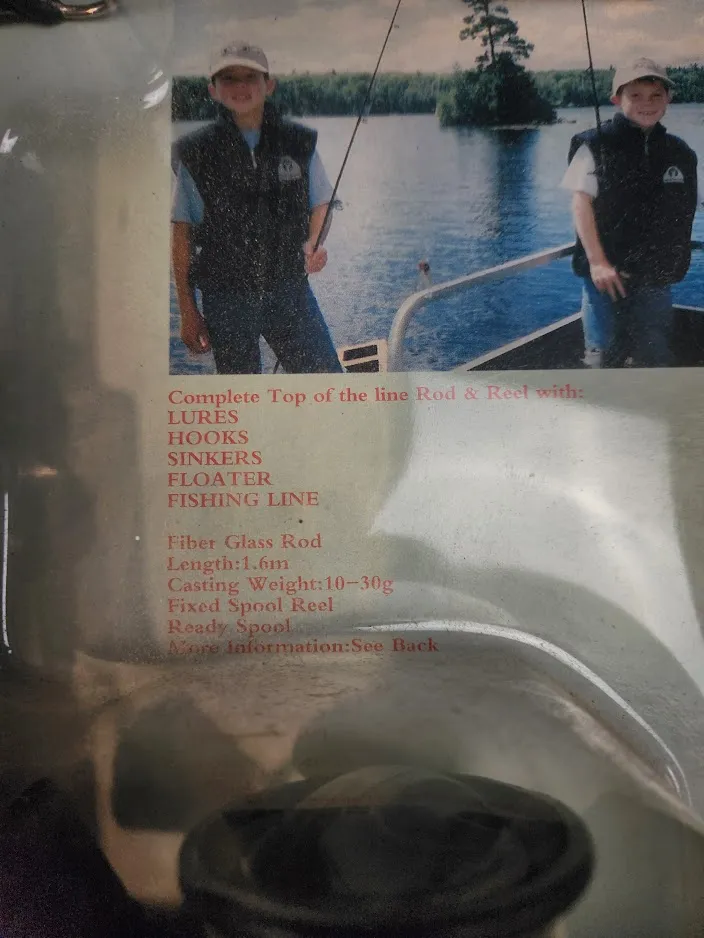 Complete Top of the line Rod & Reel with:
LURES
HOOKS
SINKERS
FLOATER
FISHING LINE
Fiber Glass Rod
Length:1.6m
Casting Weight:10-30g
Fixed Spool Reel
Ready Spool
More Information:See Back